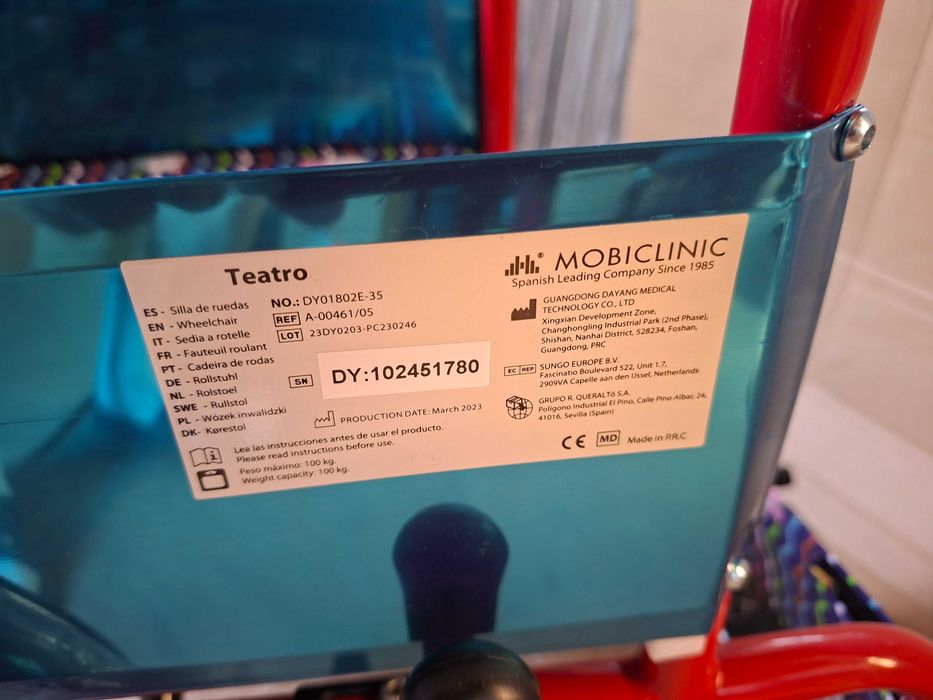 Teatro
ES - Silla de ruedas
EN - Wheelchair
IT - Sedia a rotelle
FR - Fauteuil roulant
PT - Cadeira de rodas
DE - Rollstuhl
NL - Rolstoel
SWE - Rullstol
PL - Wózek inwalidzki
DK- Kørestol
NO.: DY01802E-35
REF A-00461/05
LOT 23DY0203-PC230246
SN DY:102451780
PRODUCTION DATE: March 2023
Lea las instrucciones antes de usar el producto.
Please read instructions before use.
Peso máximo: 100 kg.
Weight capacity: 100 kg.
MOBICLINIC
Spanish Leading Company Since 1985
GUANGDONG DAYANG MEDICAL
TECHNOLOGY CO., LTD
Xingxian Development Zone,
Changhongling Industrial Park (2nd Phase),
Shishan, Nanhai District, 528234, Foshan,
Guangdong, PRC
EC REP SUNGO EUROPE B.V.
Fascinatio Boulevard 522, Unit 1.7,
2909VA Capelle aan den IJssel, Netherlands
GRUPO R. QUERALTó S.A.
Polígono Industrial El Pino, Calle Pino Albar, 24,
41016, Sevilla (Spain)
CE MD Made in P.R.C